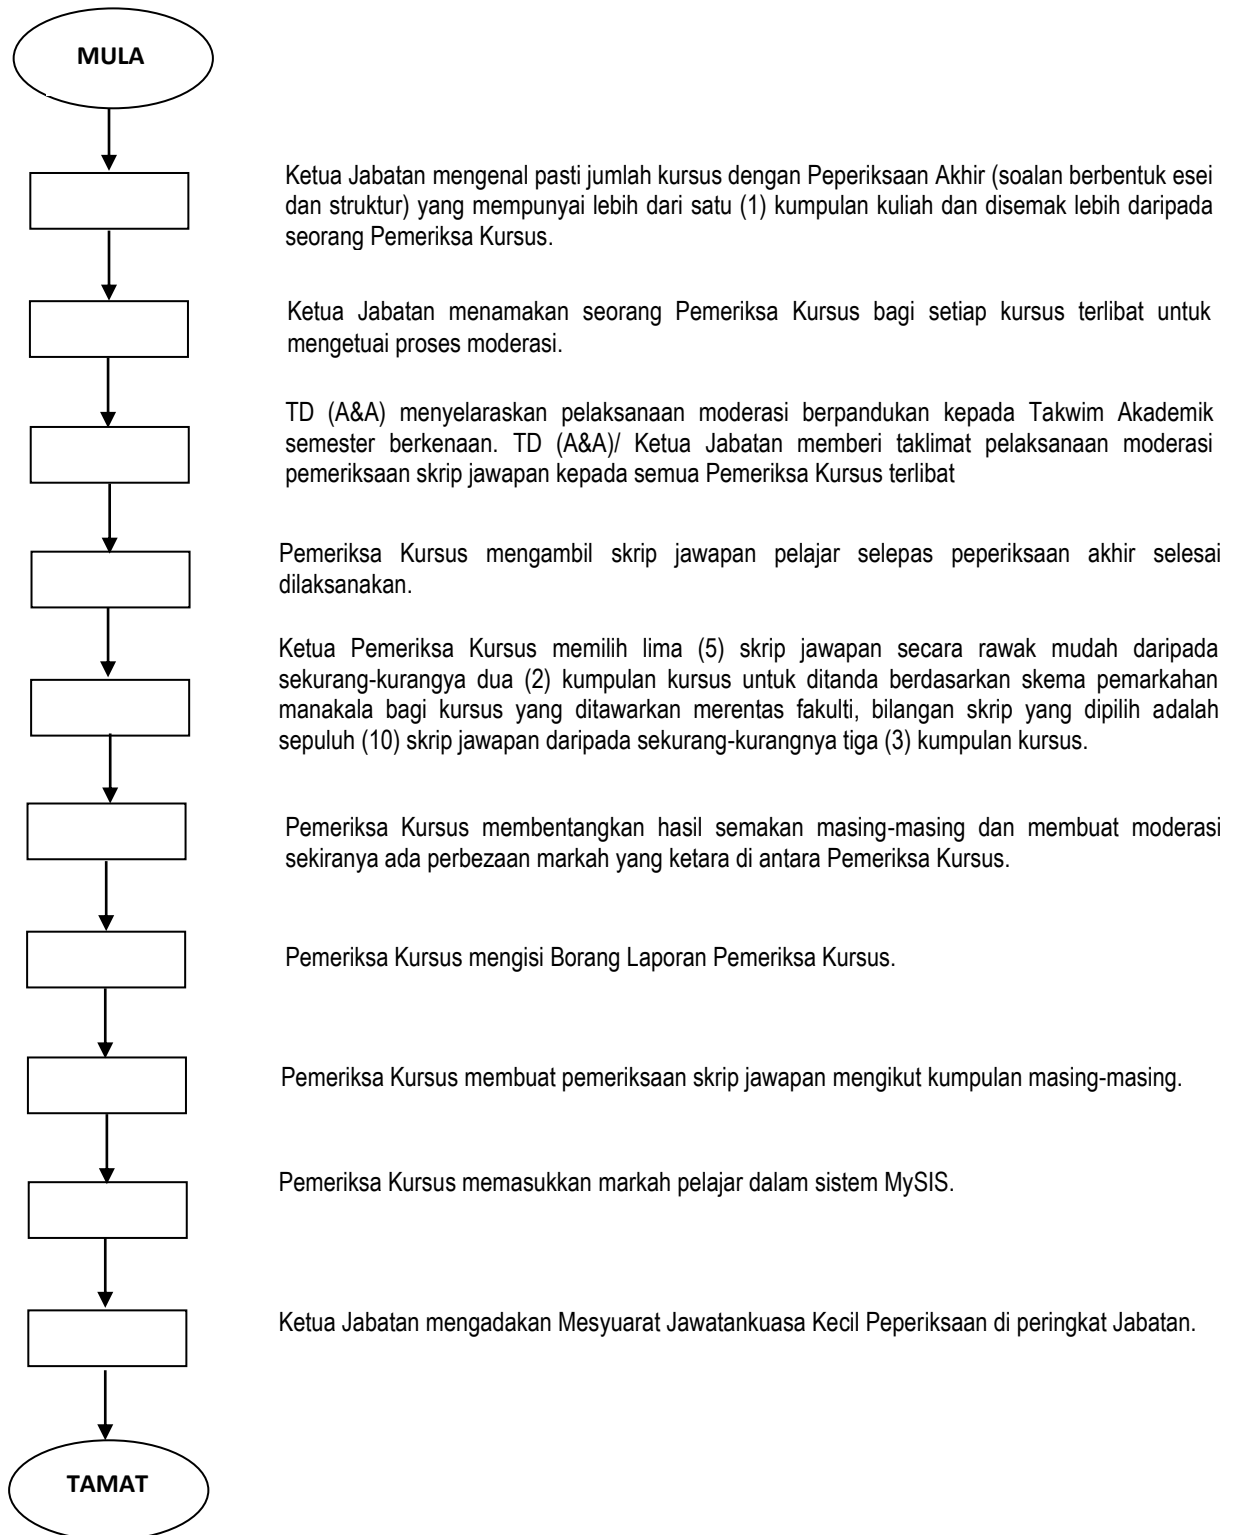 MULA
Ketua Jabatan mengenal pasti jumlah kursus dengan Peperiksaan Akhir (soalan berbentuk esei
dan struktur) yang mempunyai lebih dari satu (1) kumpulan kuliah dan disemak lebih daripada
seorang Pemeriksa Kursus.
Ketua Jabatan menamakan seorang Pemeriksa Kursus bagi setiap kursus terlibat untuk
mengetuai proses moderasi.
TD (A&A) menyelaraskan pelaksanaan moderasi berpandukan kepada Takwim Akademik
semester berkenaan. TD (A&A)/ Ketua Jabatan memberi taklimat pelaksanaan moderasi
pemeriksaan skrip jawapan kepada semua Pemeriksa Kursus terlibat
Pemeriksa Kursus mengambil skrip jawapan pelajar selepas peperiksaan akhir selesai
dilaksanakan.
Ketua Pemeriksa Kursus memilih lima (5) skrip jawapan secara rawak mudah daripada
sekurang-kurangya dua (2) kumpulan kursus untuk ditanda berdasarkan skema pemarkahan
manakala bagi kursus yang ditawarkan merentas fakulti, bilangan skrip yang dipilih adalah
sepuluh (10) skrip jawapan daripada sekurang-kurangnya tiga (3) kumpulan kursus.
Pemeriksa Kursus membentangkan hasil semakan masing-masing dan membuat moderasi
sekiranya ada perbezaan markah yang ketara di antara Pemeriksa Kursus.
Pemeriksa Kursus mengisi Borang Laporan Pemeriksa Kursus.
Pemeriksa Kursus membuat pemeriksaan skrip jawapan mengikut kumpulan masing-masing.
Pemeriksa Kursus memasukkan markah pelajar dalam sistem MySIS.
Ketua Jabatan mengadakan Mesyuarat Jawatankuasa Kecil Peperiksaan di peringkat Jabatan.
TAMAT